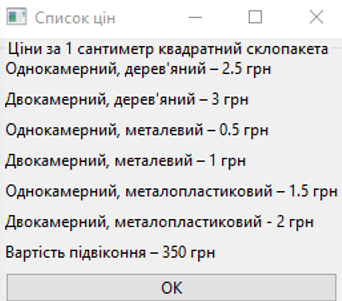 Список цін
Ціни за 1 сантиметр квадратний склопакета
Однокамерний, дерев'яний – 2.5 грн
Двокамерний, дерев'яний – 3 грн
Однокамерний, металевий – 0.5 грн
Двокамерний, металевий – 1 грн
Однокамерний, металопластиковий – 1.5 грн
Двокамерний, металопластиковий - 2 грн
Вартість підвіконня – 350 грн
ОК